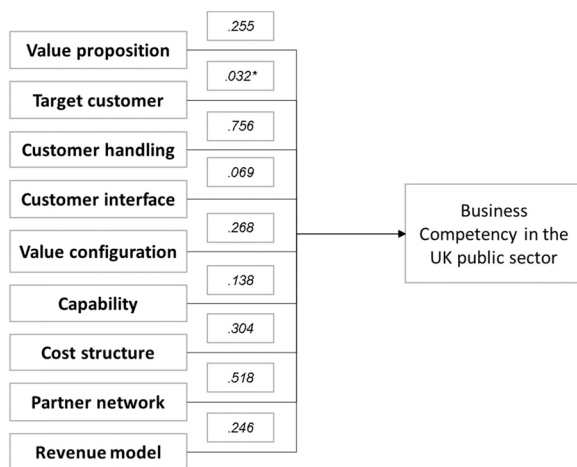 .255
Value proposition
.032*
Target customer
.756
Customer handling
.069
Customer interface
.268
Value configuration
.138
Capability
.304
Cost structure
.518
Partner network
.246
Revenue model
Business
Competency in the
UK public sector